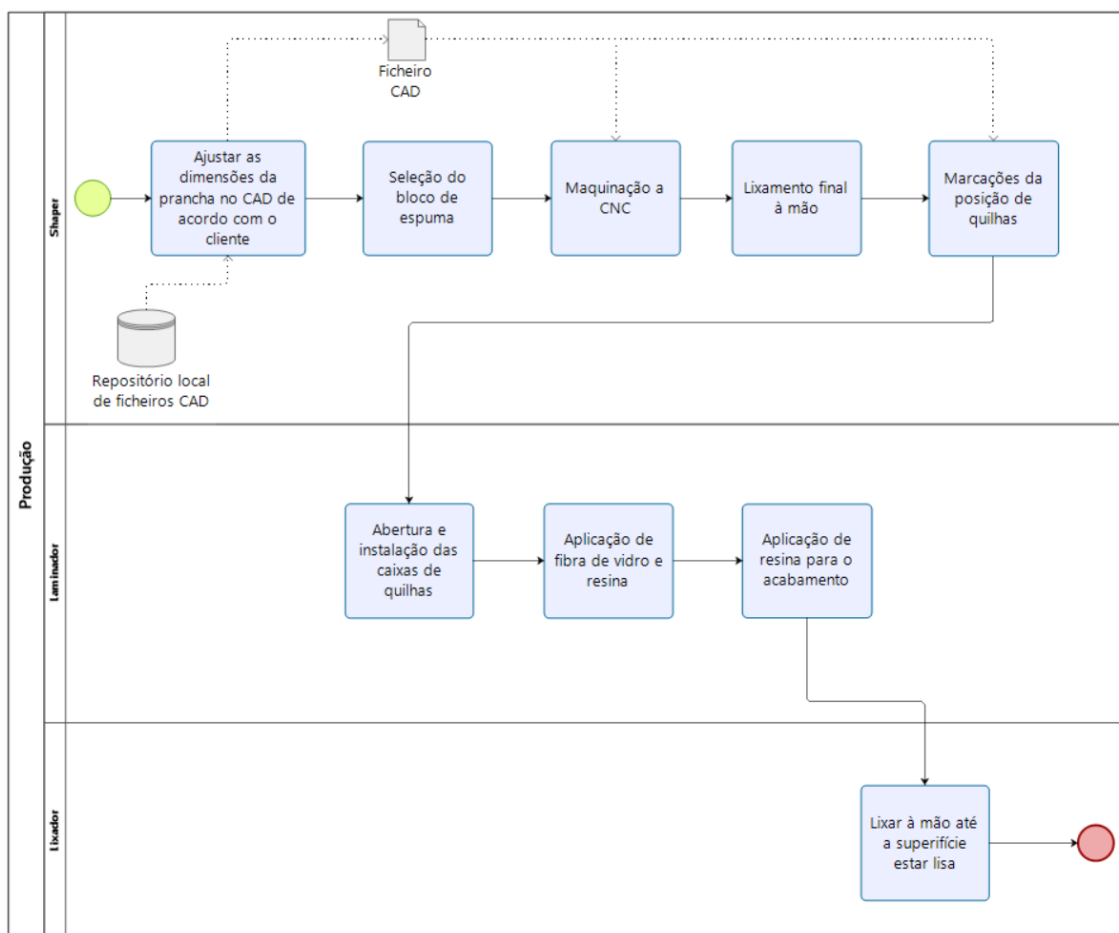 Produção
Shaper
Ficheiro
CAD
Ajustar as
dimensões da
prancha no CAD de
acordo com o
cliente
Seleção do
bloco de
espuma
Maquinação a
CNC
Lixamento final
à mão
Marcações da
posição de
quilhas
Repositório local
de ficheiros CAD
Laminador
Abertura e
instalação das
caixas de
quilhas
Aplicação de
fibra de vidro e
resina
Aplicação de
resina para o
acabamento
Lixador
Lixar à mão até
a superifície
estar lisa